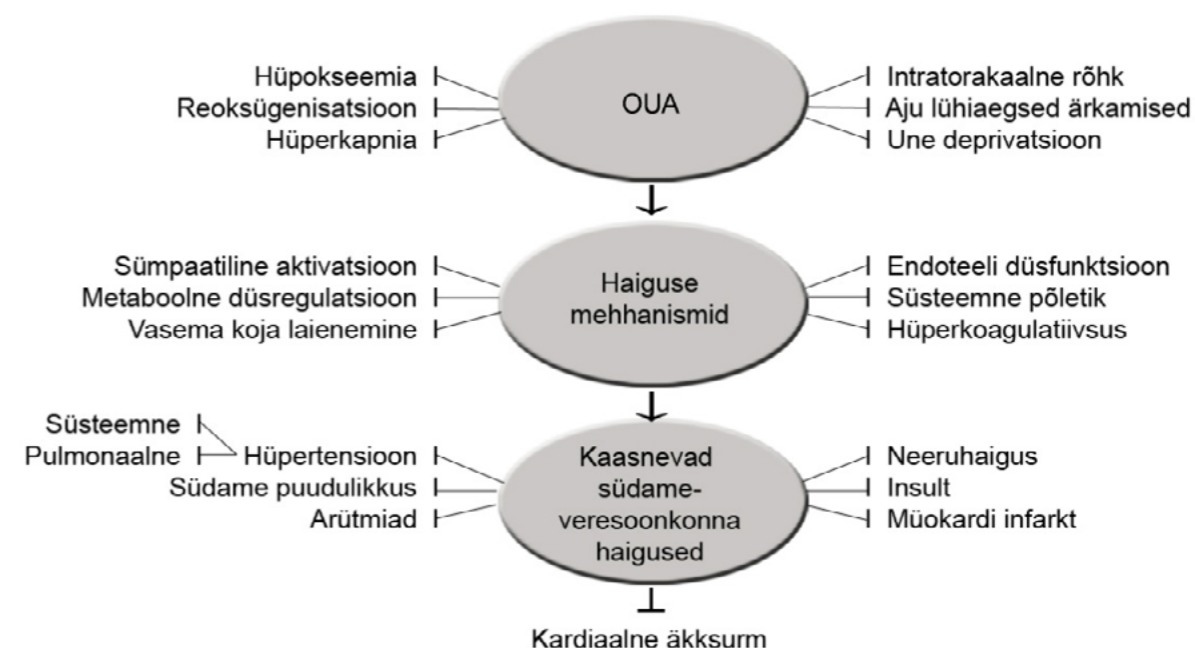 Hüpokseemia
Reoksügenisatsioon
Hüperkapnia
OUA
Intratorakaalne rõhk
Aju lühiaegsed ärkamised
Une deprivatsioon
Sümpaatiline aktivatsioon
Metaboolne düsregulatsioon
Vasema koja laienemine
Haiguse
mehhanismid
Endoteeli düsfunktsioon
Süsteemne põletik
Hüperkoagulatiivsus
Süsteemne
Pulmonaalne
Hüpertensioon
Südame puudulikkus
Arütmiad
Kaasnevad
südame-
veresoonkonna
haigused
Neeruhaigus
Insult
Müokardi infarkt
Kardiaalne äkksurm